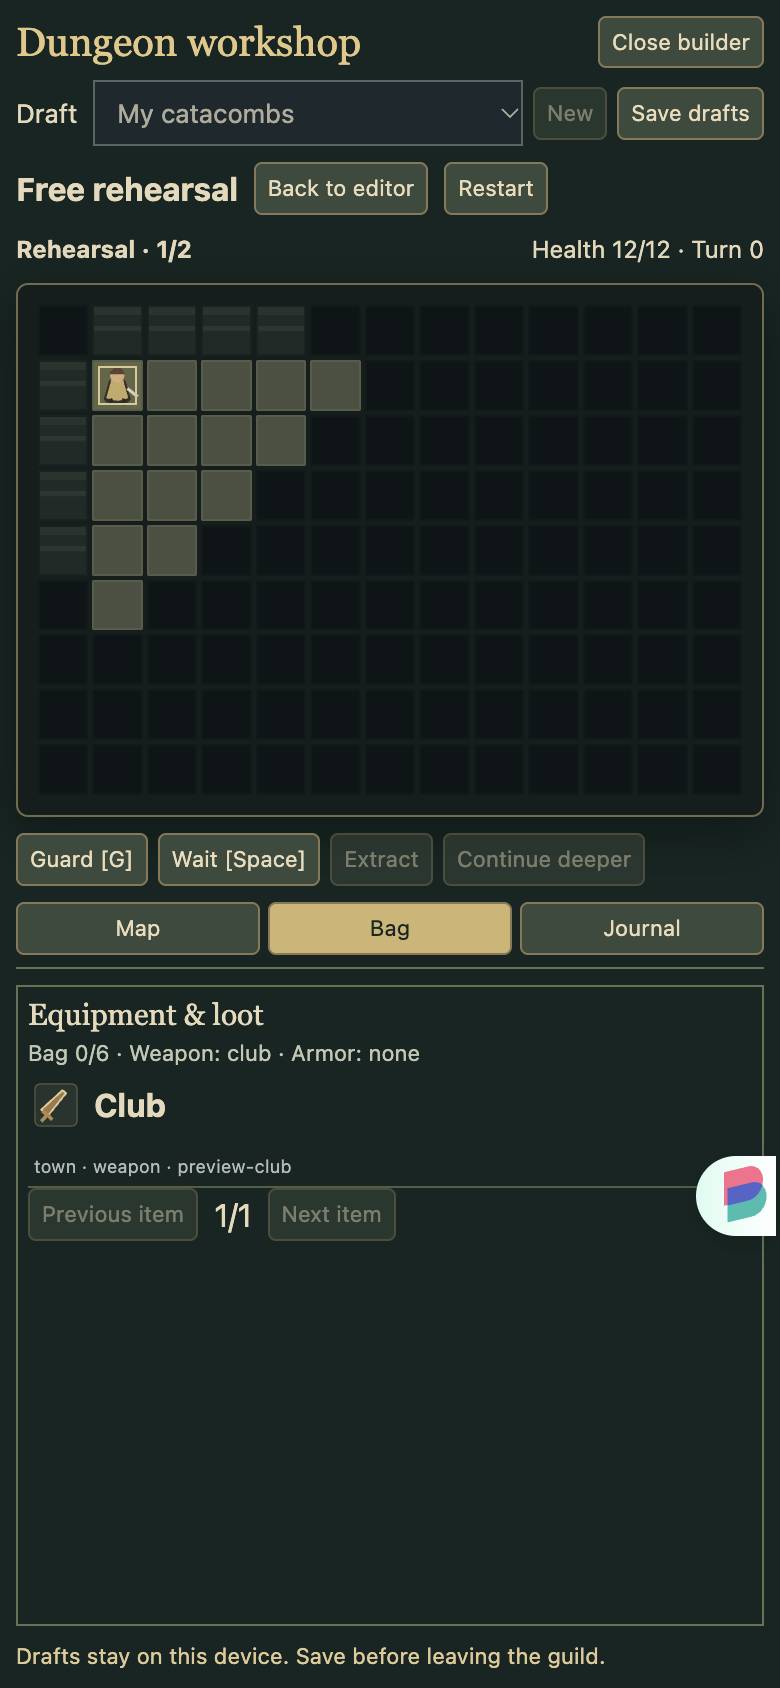 Dungeon workshop Close builder
Draft My catacombs New Save drafts
Free rehearsal Back to editor Restart
Rehearsal · 1/2 Health 12/12 · Turn 0
Guard [G] Wait [Space] Extract Continue deeper
Map Bag Journal
Equipment & loot
Bag 0/6 · Weapon: club · Armor: none
Club
town · weapon · preview-club
Previous item 1/1 Next item
Drafts stay on this device. Save before leaving the guild.